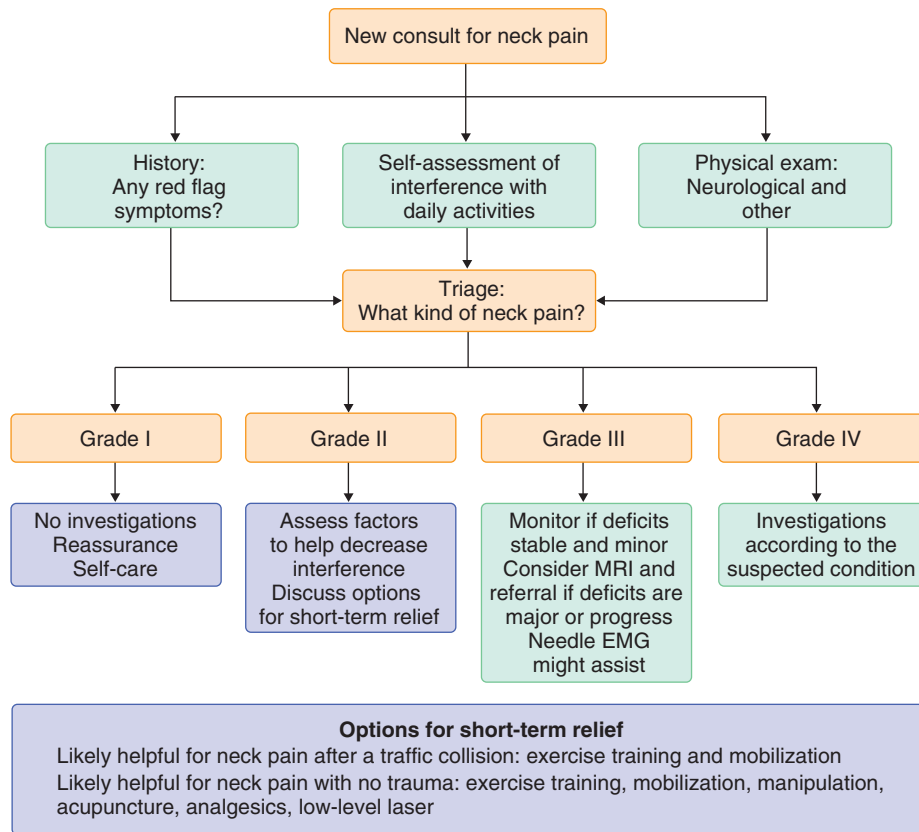 New consult for neck pain
History:
Any red flag
symptoms?
Self-assessment of
interference with
daily activities
Physical exam:
Neurological and
other
Triage:
What kind of neck pain?
Grade I
Grade II
Grade III
Grade IV
No investigations
Reassurance
Self-care
Assess factors
to help decrease
interference
Discuss options
for short-term relief
Monitor if deficits
stable and minor
Consider MRI and
referral if deficits are
major or progress
Needle EMG
might assist
Investigations
according to the
suspected condition
Options for short-term relief
Likely helpful for neck pain after a traffic collision: exercise training and mobilization
Likely helpful for neck pain with no trauma: exercise training, mobilization, manipulation,
acupuncture, analgesics, low-level laser